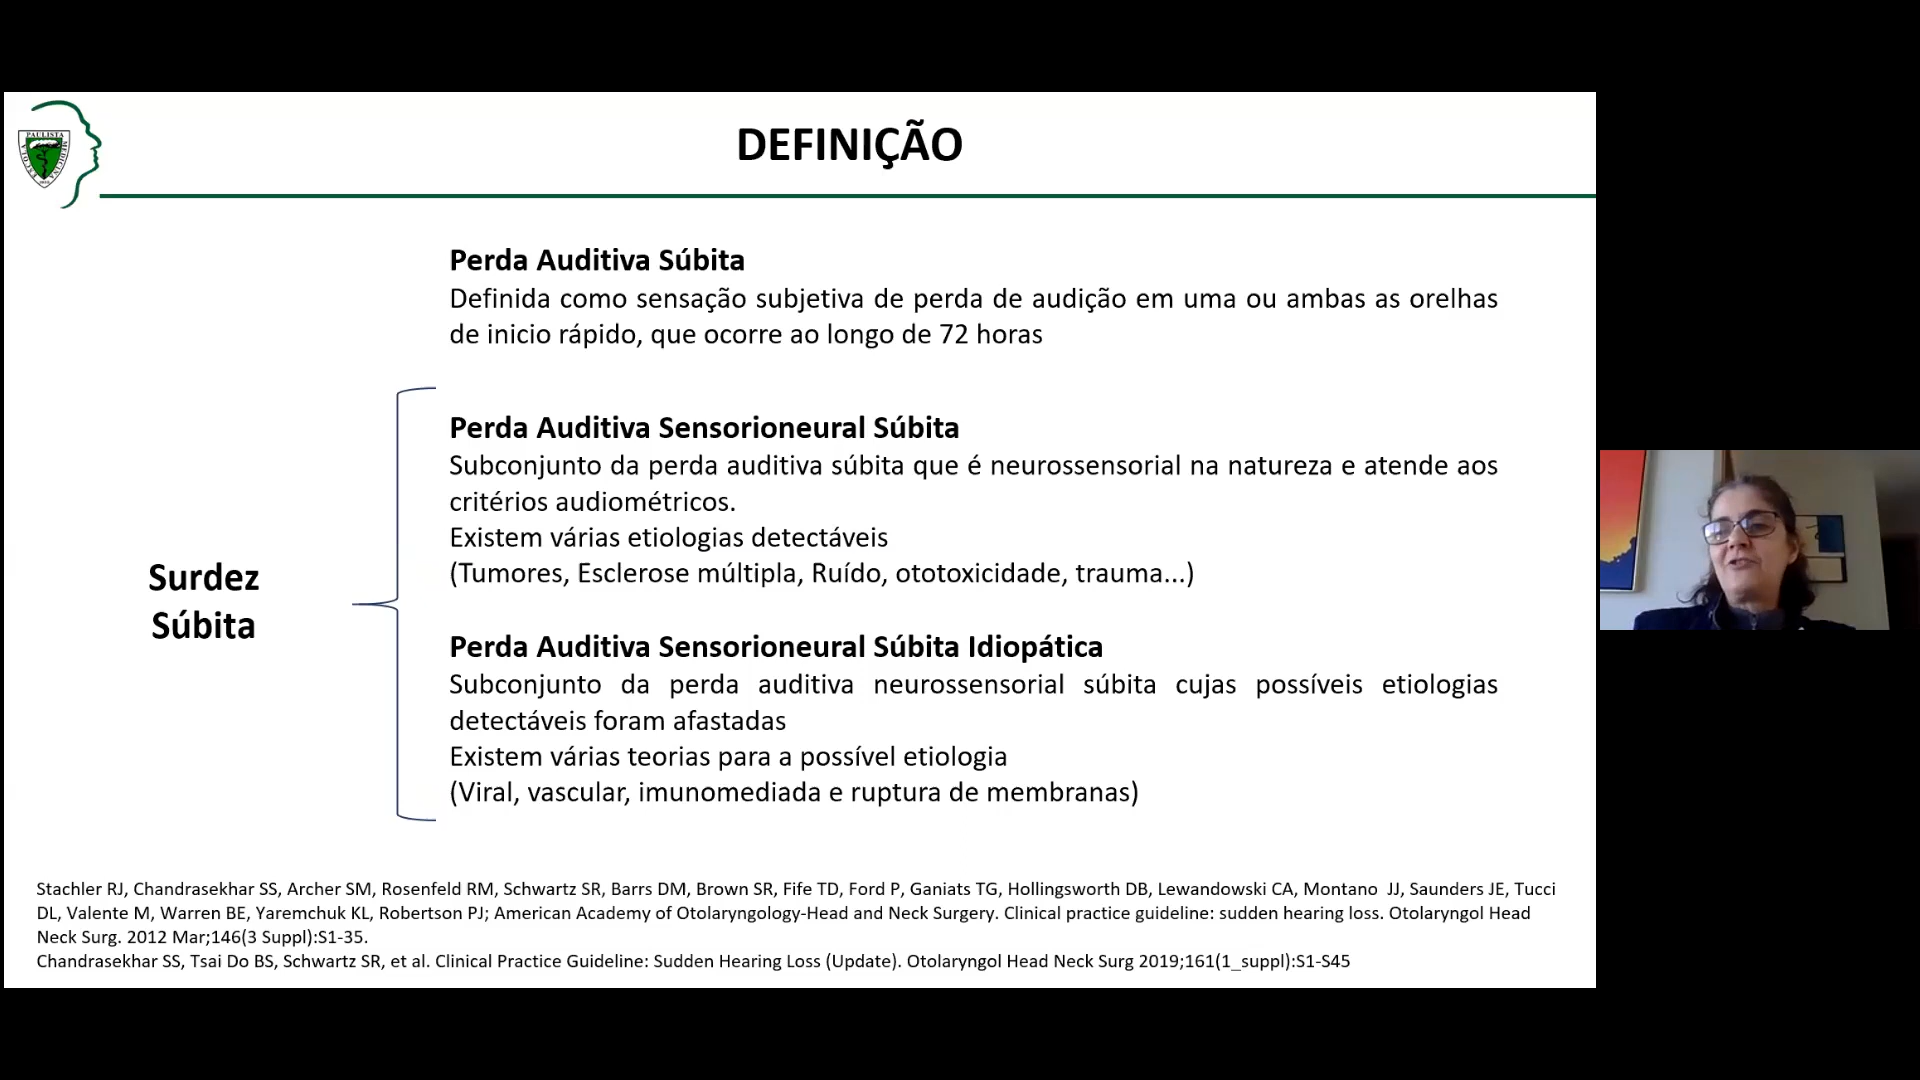 PAULISTA
ESCOLA
MEDICINA
DEFINIÇÃO
Perda Auditiva Súbita
Definida como sensação subjetiva de perda de audição em uma ou ambas as orelhas
de inicio rápido, que ocorre ao longo de 72 horas
Perda Auditiva Sensorioneural Súbita
Subconjunto da perda auditiva súbita que é neurossensorial na natureza e atende aos
critérios audiométricos.
Existem várias etiologias detectáveis
(Tumores, Esclerose múltipla, Ruído, ototoxicidade, trauma...)
Surdez
Súbita
Perda Auditiva Sensorioneural Súbita Idiopática
Subconjunto da perda auditiva neurossensorial súbita cujas possíveis etiologias
detectáveis foram afastadas
Existem várias teorias para a possível etiologia
(Viral, vascular, imunomediada e ruptura de membranas)
Stachler RJ, Chandrasekhar SS, Archer SM, Rosenfeld RM, Schwartz SR, Barrs DM, Brown SR, Fife TD, Ford P, Ganiats TG, Hollingsworth DB, Lewandowski CA, Montano JJ, Saunders JE, Tucci
DL, Valente M, Warren BE, Yaremchuk KL, Robertson PJ; American Academy of Otolaryngology-Head and Neck Surgery. Clinical practice guideline: sudden hearing loss. Otolaryngol Head
Neck Surg. 2012 Mar;146(3 Suppl):S1-35.
Chandrasekhar SS, Tsai Do BS, Schwartz SR, et al. Clinical Practice Guideline: Sudden Hearing Loss (Update). Otolaryngol Head Neck Surg 2019;161(1_suppl):S1-S45